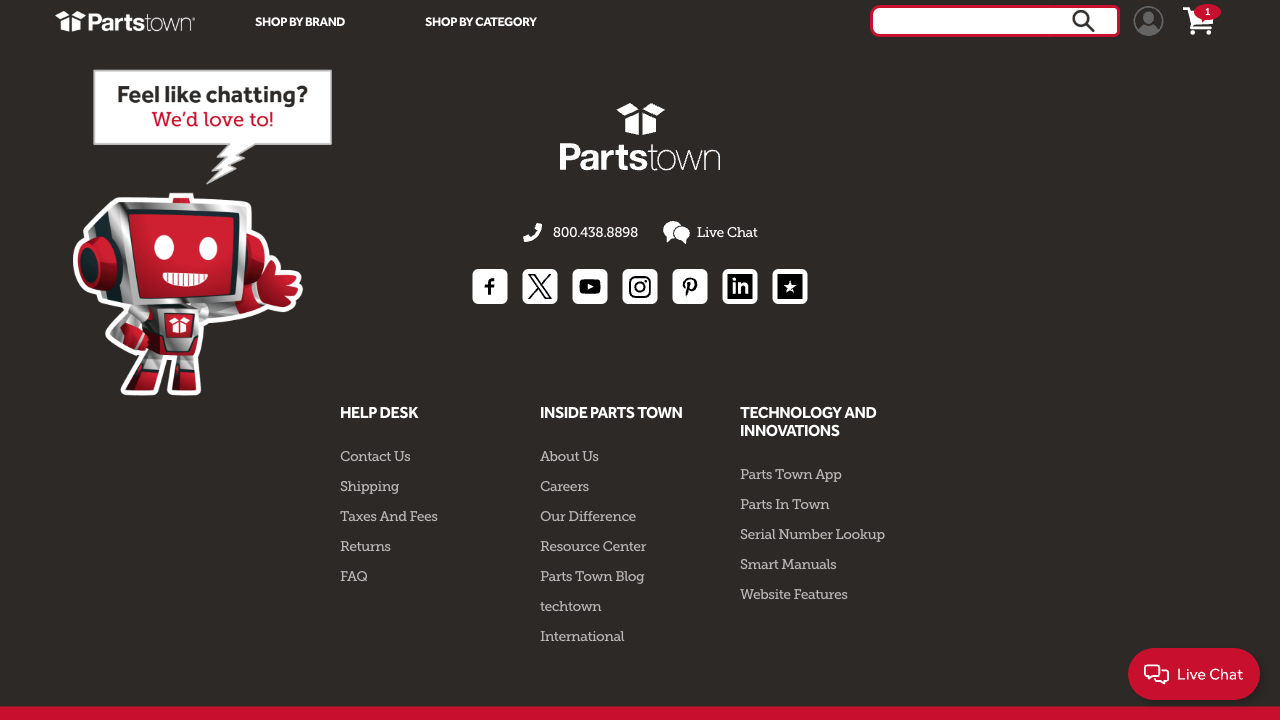 Partstown
SHOP BY BRAND
SHOP BY CATEGORY
1
Feel like chatting?
We'd love to!
Partstown
800.438.8898
Live Chat
HELP DESK
Contact Us
Shipping
Taxes And Fees
Returns
FAQ
INSIDE PARTS TOWN
About Us
Careers
Our Difference
Resource Center
Parts Town Blog
techtown
International
TECHNOLOGY AND
INNOVATIONS
Parts Town App
Parts In Town
Serial Number Lookup
Smart Manuals
Website Features
Live Chat